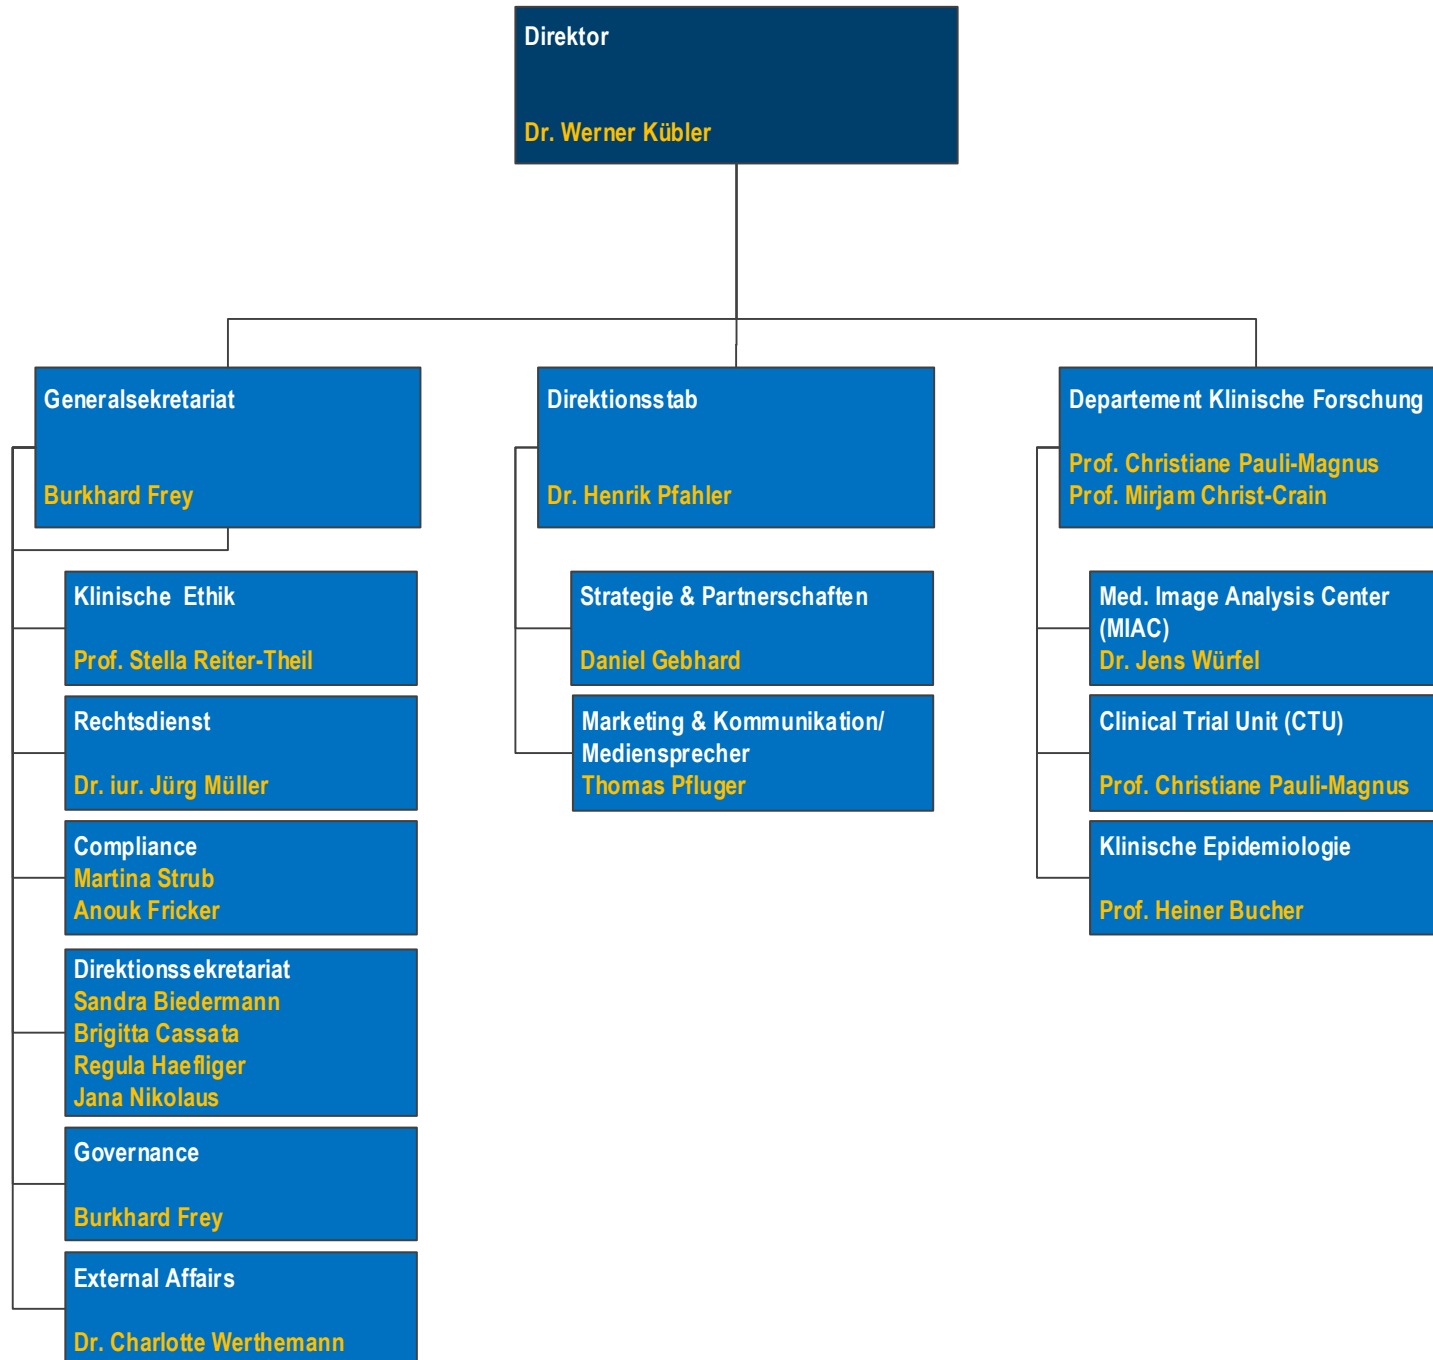 Direktor
Dr. Werner Kübler
Generalsekretariat
Burkhard Frey
Klinische Ethik
Prof. Stella Reiter-Theil
Rechtsdienst
Dr. iur. Jürg Müller
Compliance
Martina Strub
Anouk Fricker
Direktionssekretariat
Sandra Biedermann
Brigitta Cassata
Regula Haefliger
Jana Nikolaus
Governance
Burkhard Frey
External Affairs
Dr. Charlotte Werthemann
Direktionsstab
Dr. Henrik Pfahler
Strategie & Partnerschaften
Daniel Gebhard
Marketing & Kommunikation/
Mediensprecher
Thomas Pfluger
Departement Klinische Forschung
Prof. Christiane Pauli-Magnus
Prof. Mirjam Christ-Crain
Med. Image Analysis Center
(MIAC)
Dr. Jens Würfel
Clinical Trial Unit (CTU)
Prof. Christiane Pauli-Magnus
Klinische Epidemiologie
Prof. Heiner Bucher